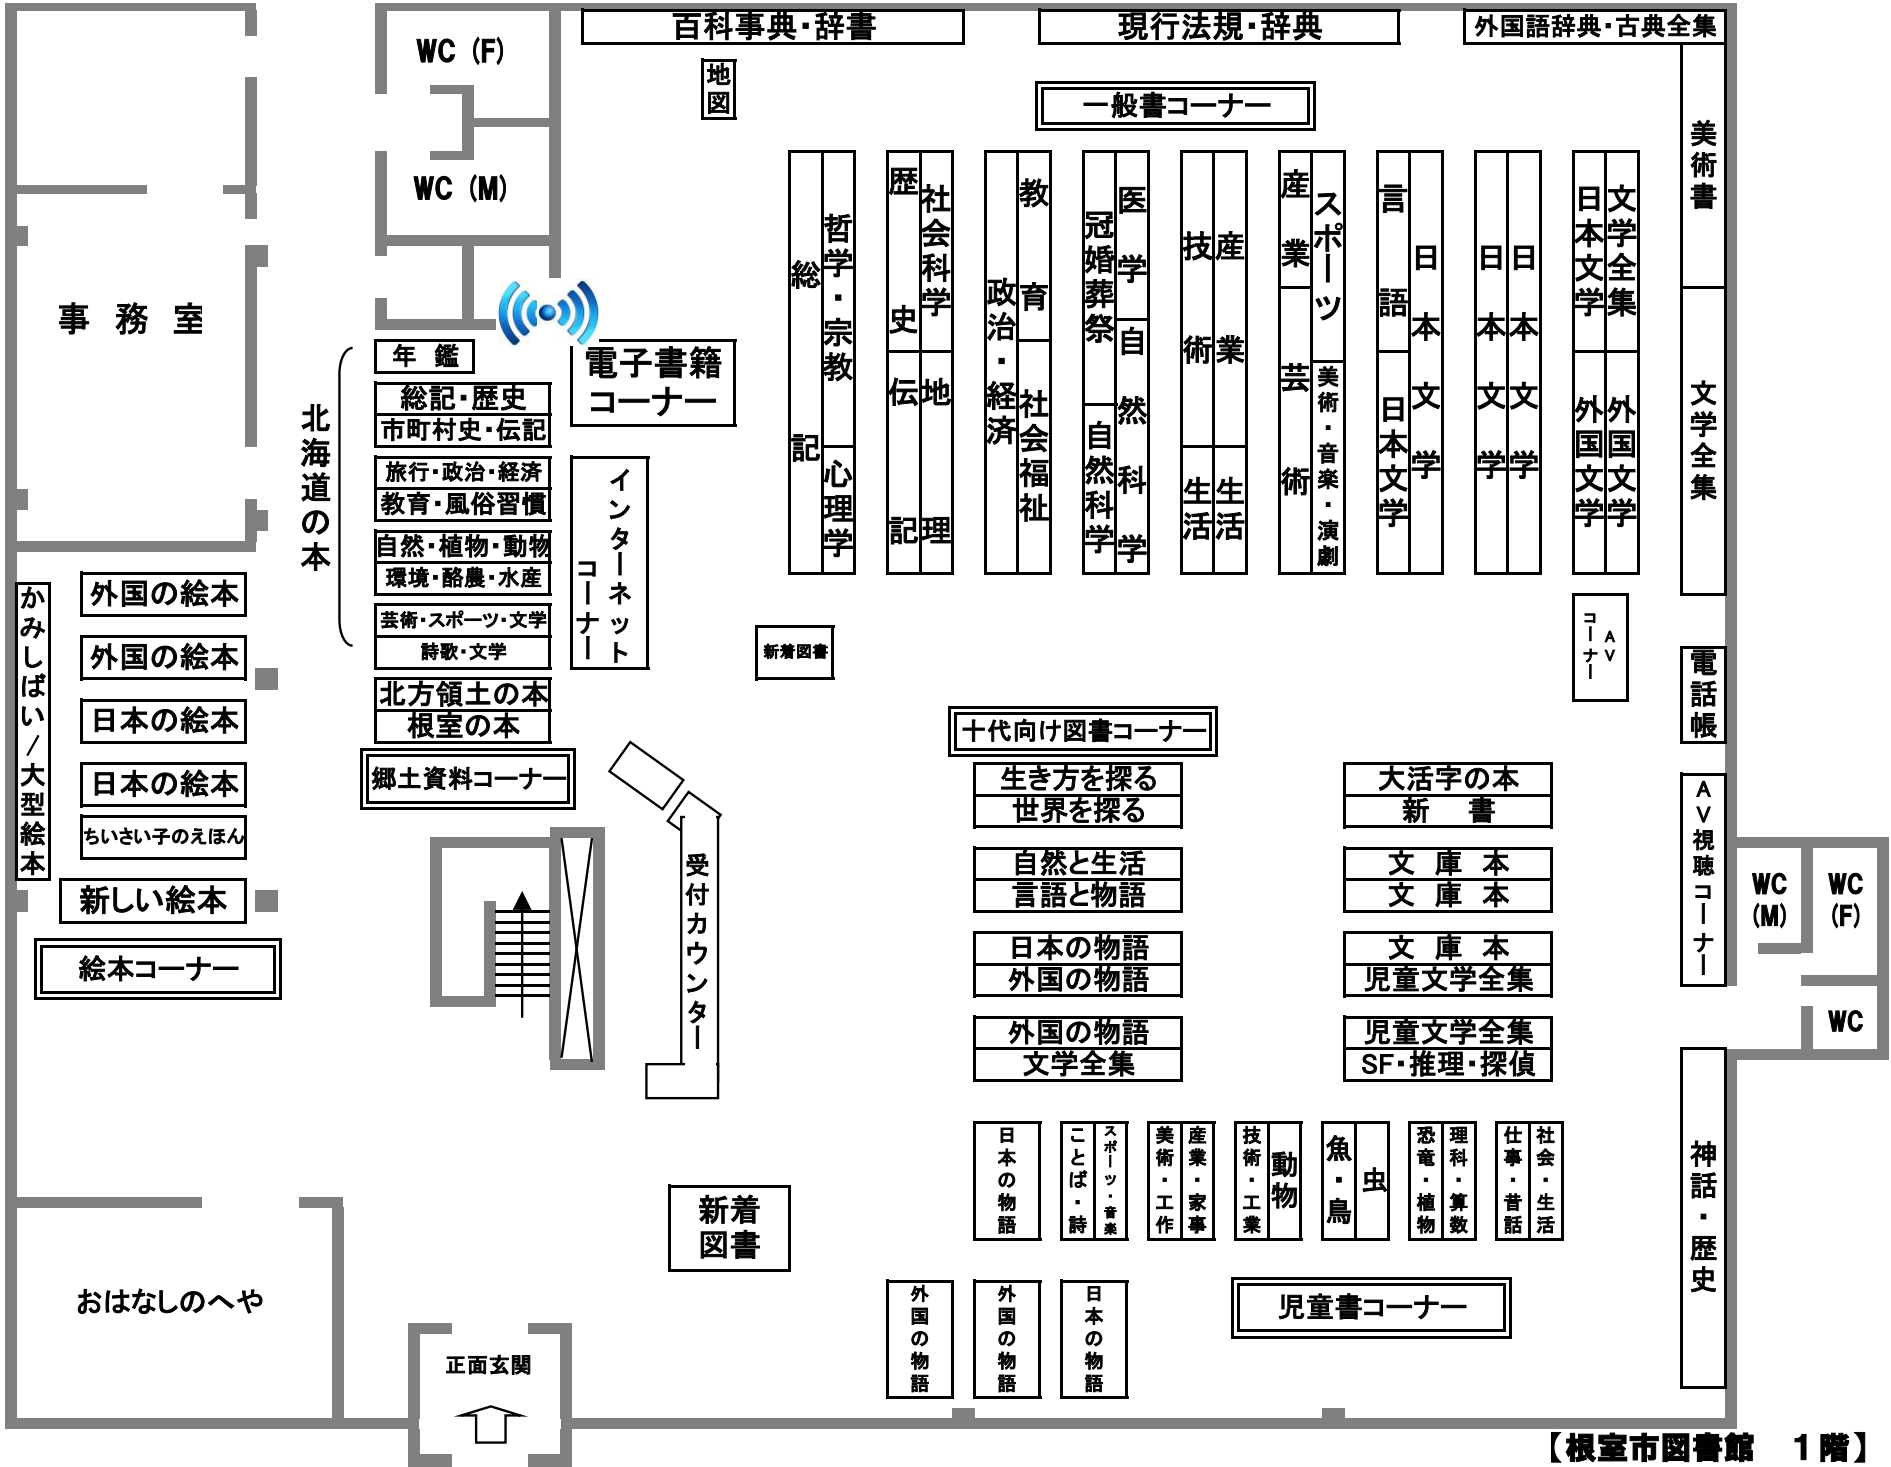 百科事典・辞書
現行法規・辞典
外国語辞典・古典全集
WC (F)
WC (M)
地図
一般書コーナー
美術書
文学全集
総記
哲学・宗教
心理学
歴史
伝記
社会科学
地理
政治・経済
教育
社会福祉
冠婚葬祭
自然科学
医学
自然科学
技術
生活
産業
生活
産業
芸術
スポーツ
美術・音楽・演劇
言語
日本文学
日本文学
日本文学
日本文学
日本文学
外国文学
文学全集
外国文学
事務室
電子書籍
コーナー
北海道の本
年鑑
総記・歴史
市町村史・伝記
旅行・政治・経済
教育・風俗習慣
自然・植物・動物
環境・酪農・水産
芸術・スポーツ・文学
詩歌・文学
北方領土の本
根室の本
郷土資料コーナー
インターネット
コーナー
新着図書
AV
コーナー
電話帳
かみしばい/大型絵本
外国の絵本
外国の絵本
日本の絵本
日本の絵本
ちいさい子のえほん
新しい絵本
絵本コーナー
受付カウンター
十代向け図書コーナー
生き方を探る
世界を探る
自然と生活
言語と物語
日本の物語
外国の物語
外国の物語
文学全集
大活字の本
新書
文庫本
文庫本
文庫本
児童文学全集
児童文学全集
SF・推理・探偵
AV視聴コーナー
WC
(M)
WC
(F)
WC
日本の物語
ことば・詩
スポーツ・音楽
美術・工作
産業・家事
技術・工業
動物
魚・鳥
虫
恐竜・植物
理科・算数
仕事・昔話
社会・生活
神話・歴史
新着
図書
おはなしのへや
外国の物語
外国の物語
日本の物語
児童書コーナー
正面玄関
【根室市図書館 1階】